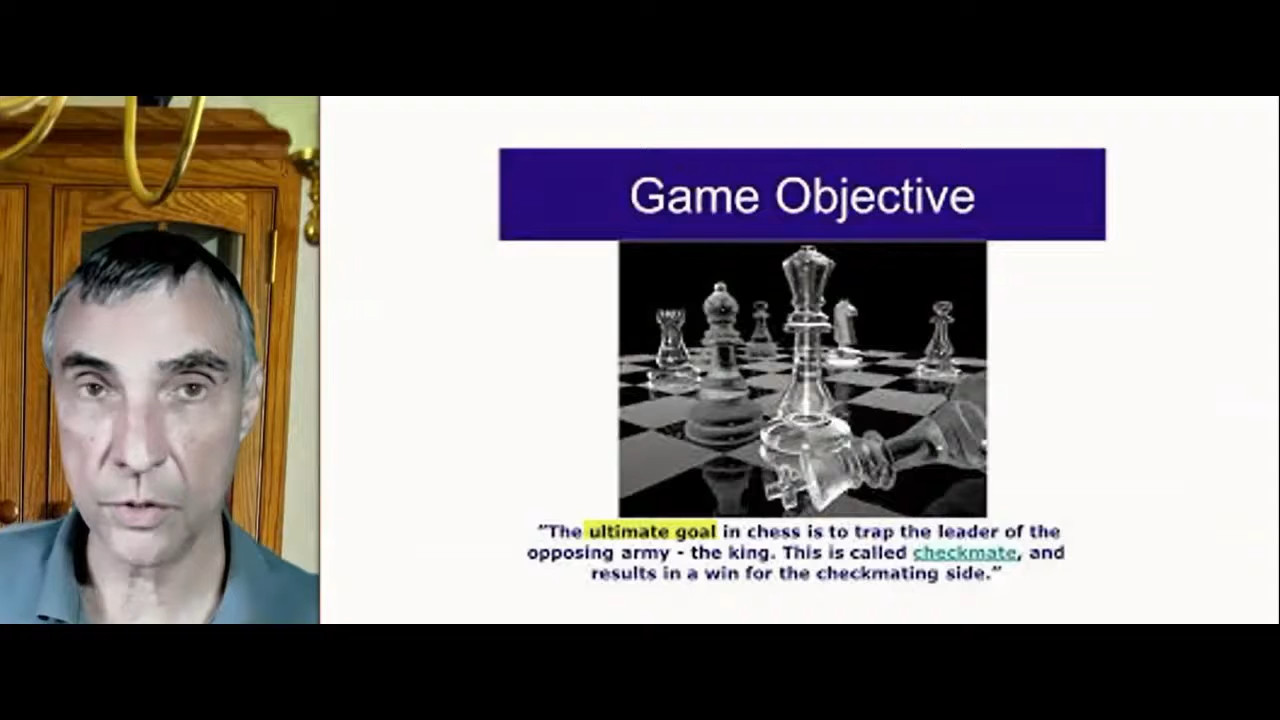 Game Objective
"The ultimate goal in chess is to trap the leader of the
opposing army - the king. This is called checkmate, and
results in a win for the checkmating side."